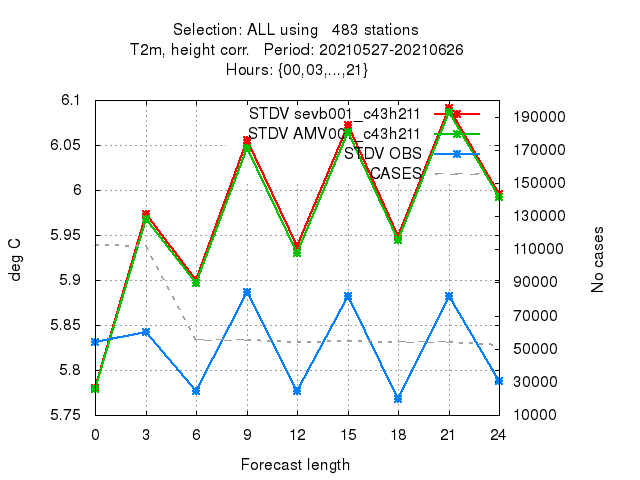 Selection: ALL using 483 stations
T2m, height corr. Period: 20210527-20210626
Hours: {00,03,...,21}
STDV sevb001_c43h211
STDV AMV001_c43h211
STDV OBS
CASES
deg C
6.1
6.05
6
5.95
5.9
5.85
5.8
5.75
190000
170000
150000
130000
110000
90000
70000
50000
30000
10000
No cases
0 3 6 9 12 15 18 21 24
Forecast length